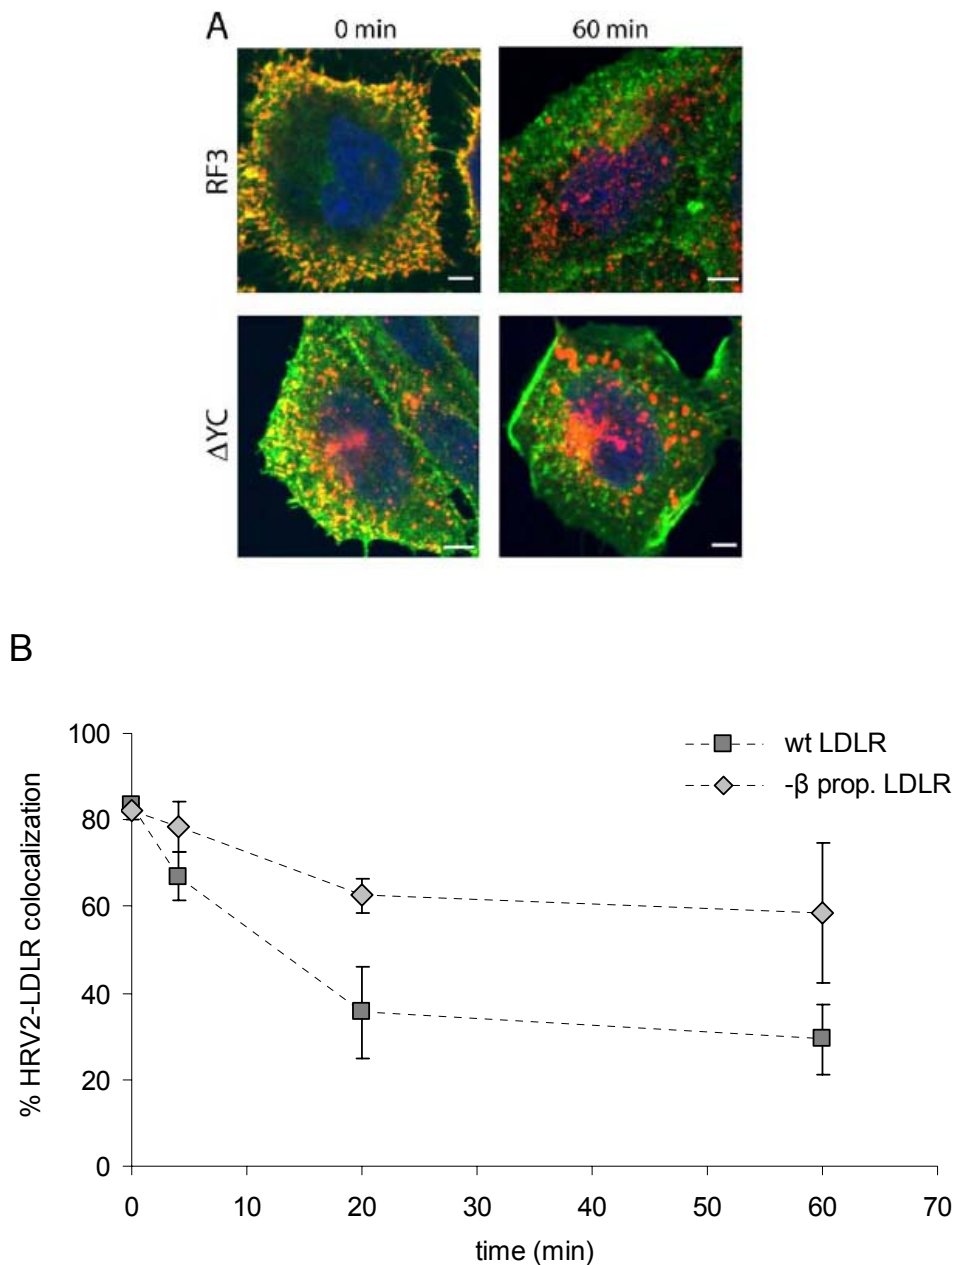 A
0 min 60 min
RF3
ΔYC
B
100
80
60
40
20
0
% HRV2-LDLR colocalization
wt LDLR
-β prop. LDLR
0 10 20 30 40 50 60 70
time (min)